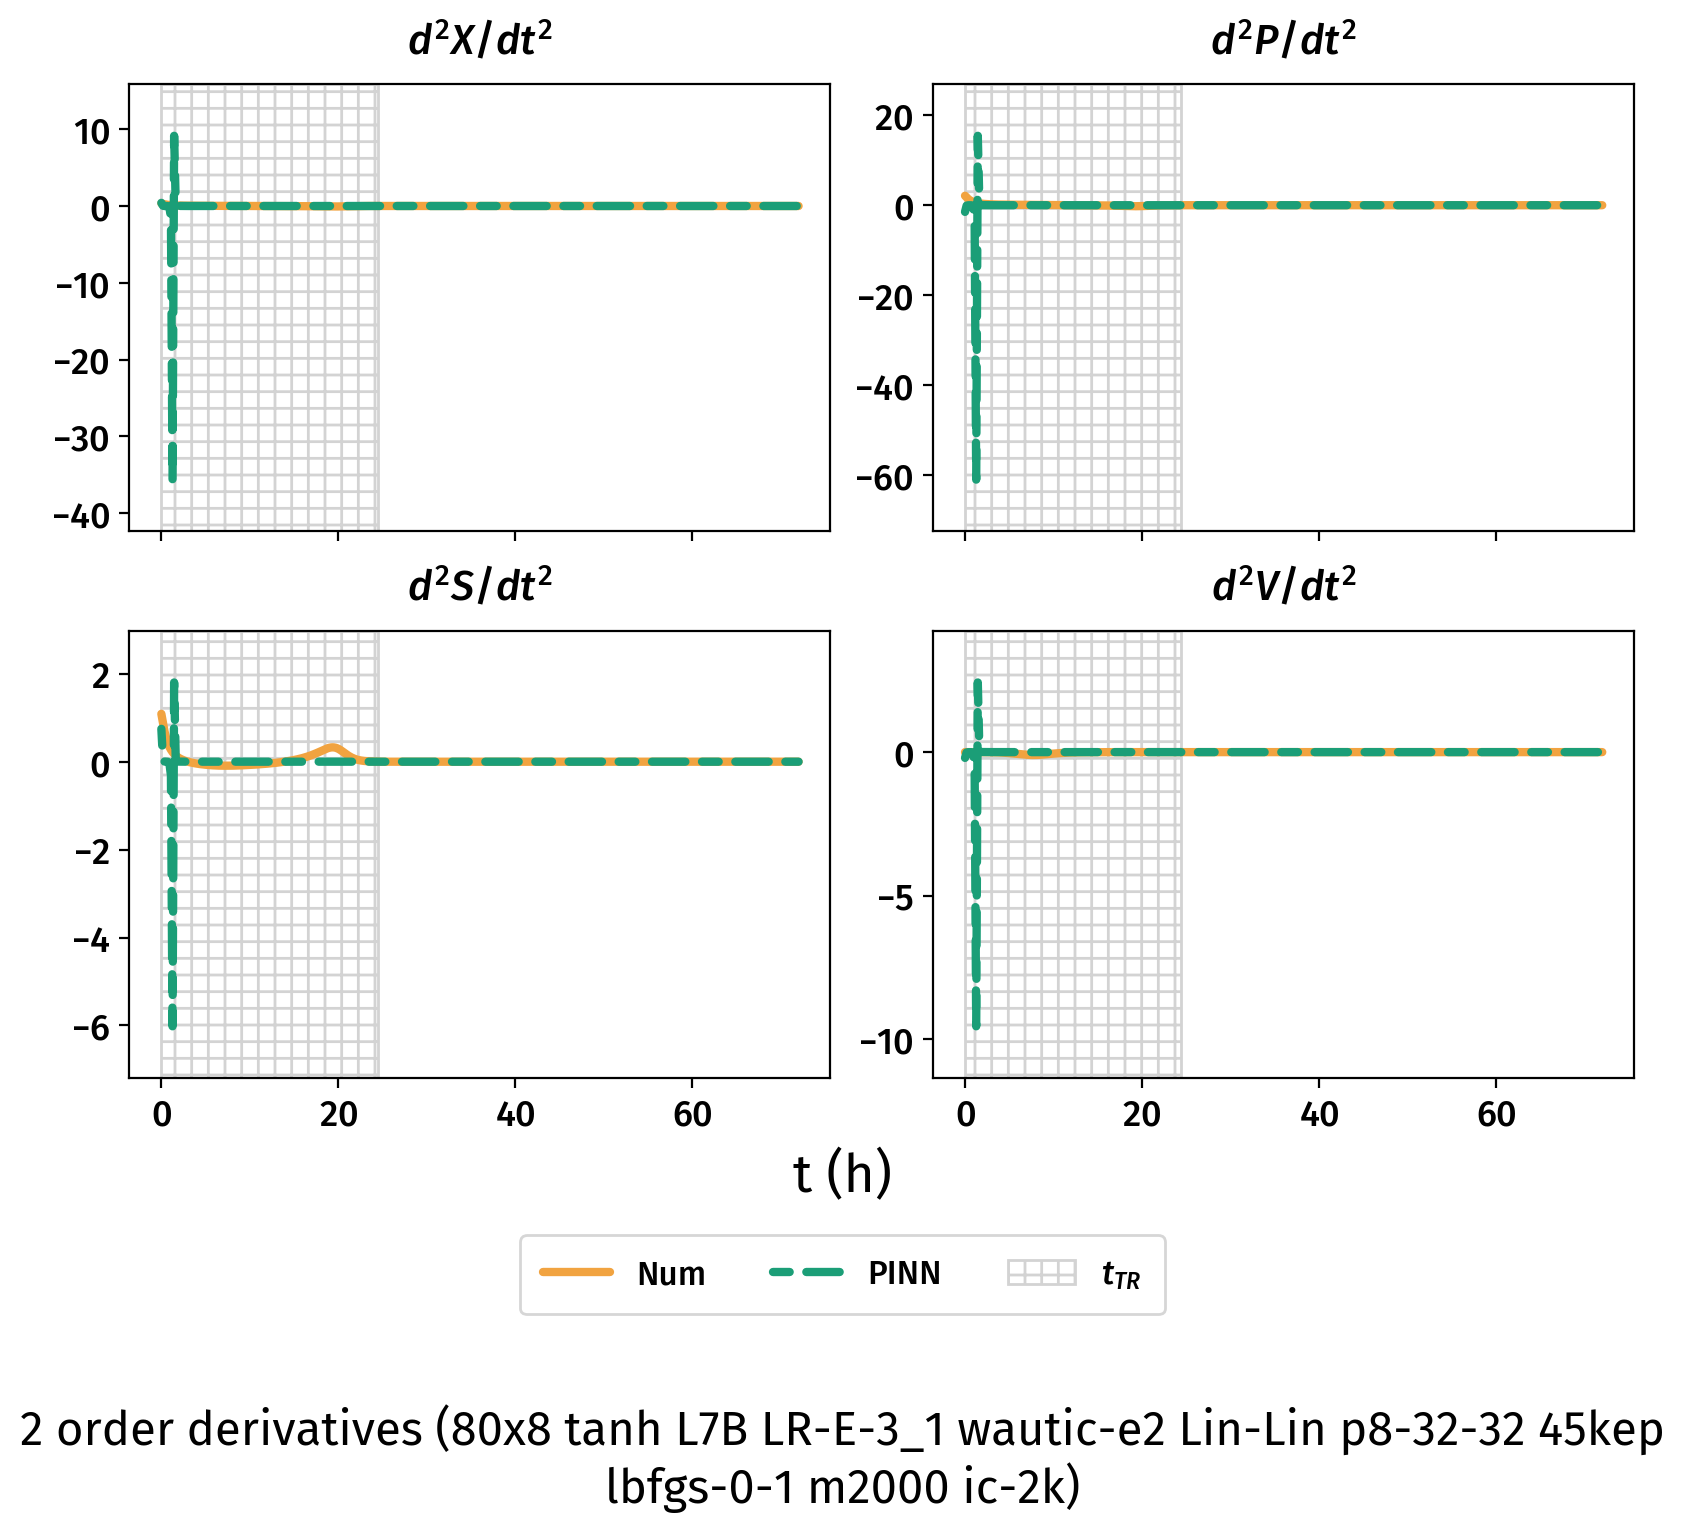 d²X/dt²
d²P/dt²
10
0
−10
−20
−30
−40
20
0
−20
−40
−60
d²S/dt²
d²V/dt²
2
0
−2
−4
−6
0
−5
−10
0 20 40 60
0 20 40 60
t (h)
Num PINN t_TR
2 order derivatives (80x8 tanh L7B LR-E-3_1 wautic-e2 Lin-Lin p8-32-32 45kep
lbfgs-0-1 m2000 ic-2k)